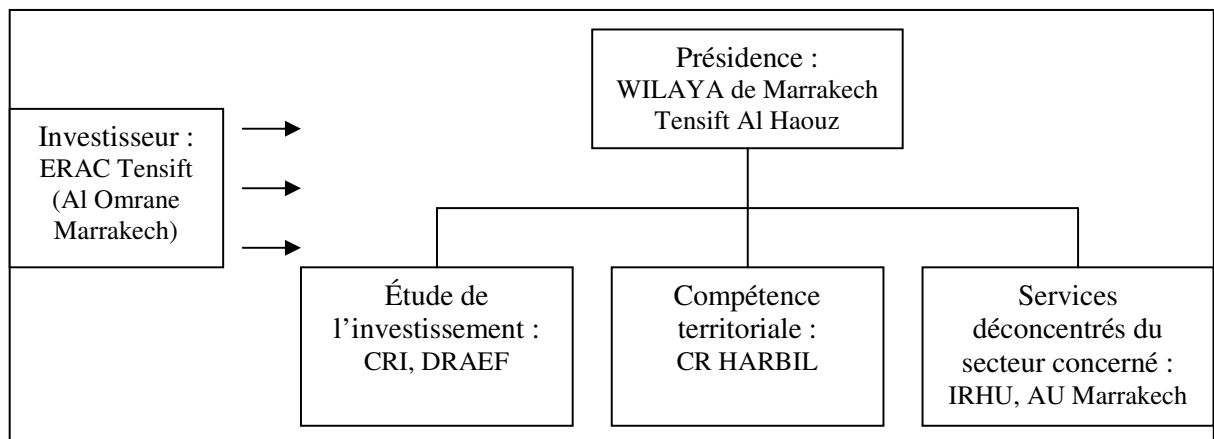 Présidence :
WILAYA de Marrakech
Tensift Al Haouz
Investisseur :
ERAC Tensift
(Al Omrane
Marrakech)
Étude de
l’investissement :
CRI, DRAEF
Compétence
territoriale :
CR HARBIL
Services
déconcentrés du
secteur concerné :
IRHU, AU Marrakech